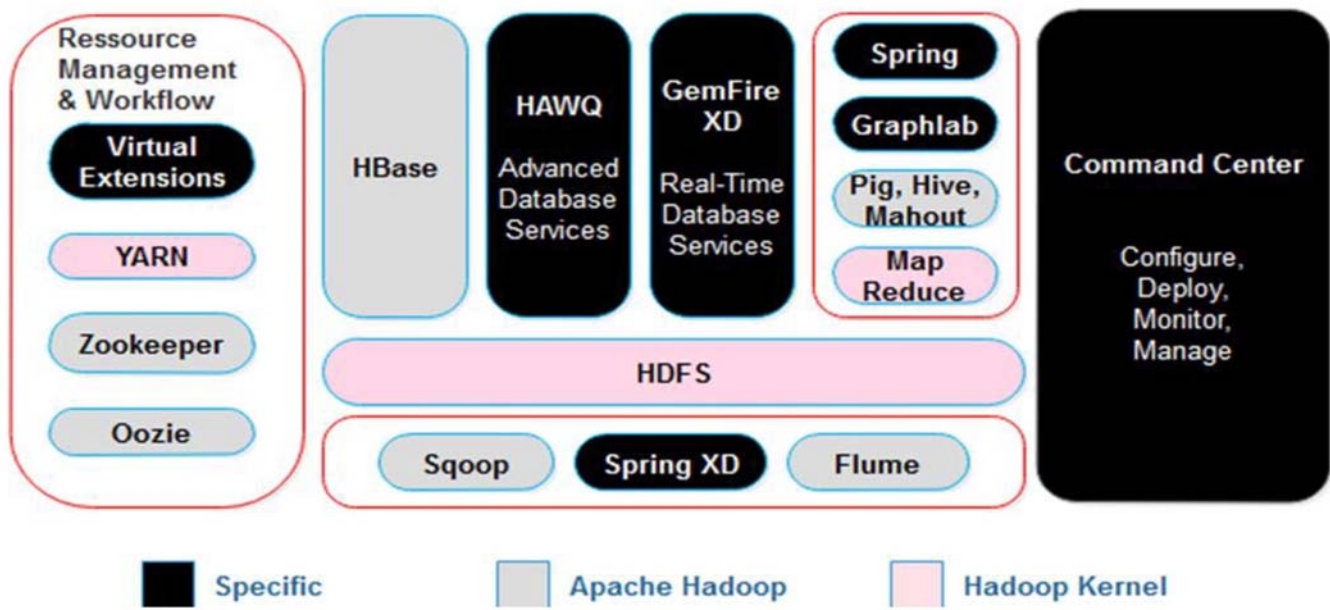 Ressource
Management
& Workflow
Virtual
Extensions
YARN
Zookeeper
Oozie
HBase
HAWQ
Advanced
Database
Services
GemFire
XD
Real-Time
Database
Services
Spring
Graphlab
Pig, Hive,
Mahout
Map
Reduce
HDFS
Sqoop
Spring XD
Flume
Command Center
Configure,
Deploy,
Monitor,
Manage
Specific
Apache Hadoop
Hadoop Kernel